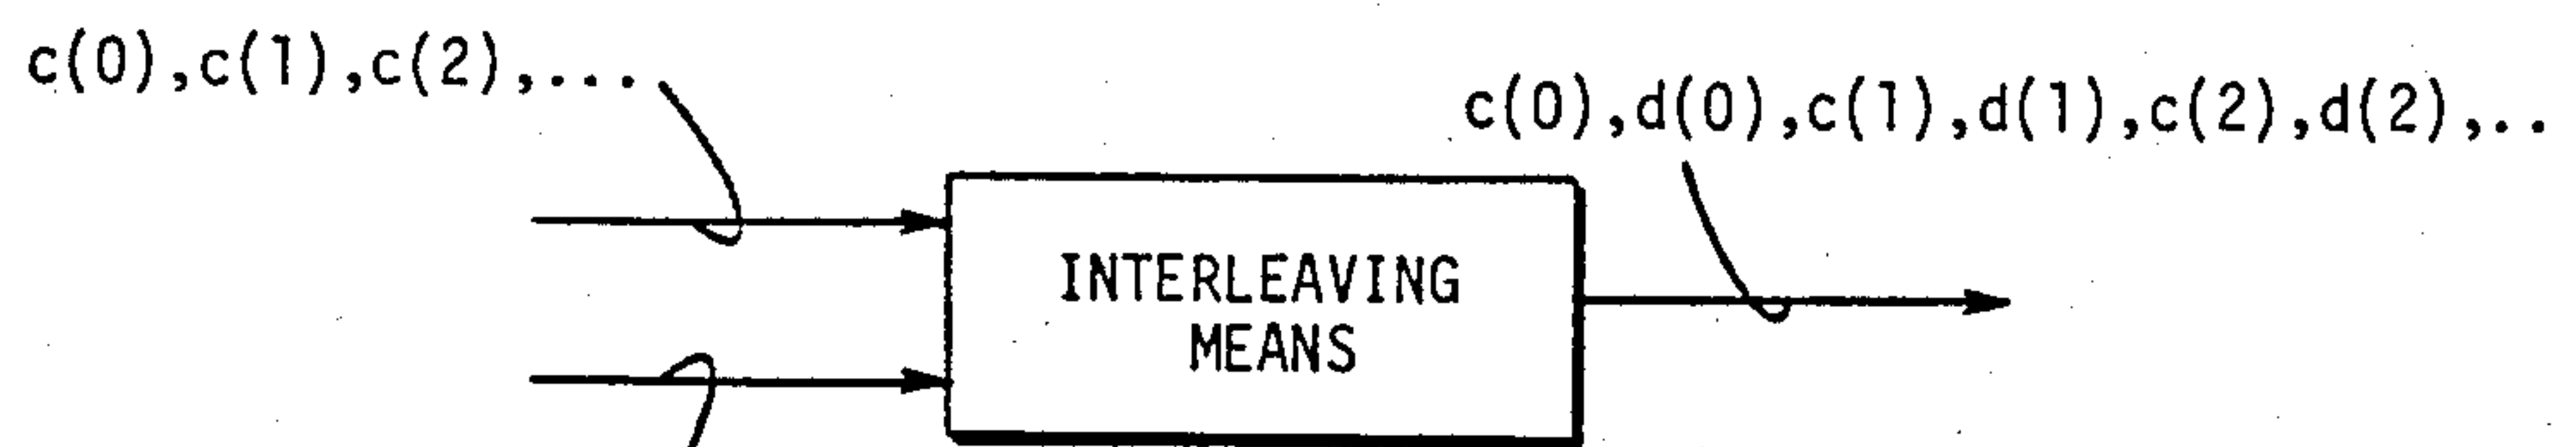 c(0),c(1),c(2),...
c(0),d(0),c(1),d(1),c(2),d(2),..
INTERLEAVING
MEANS